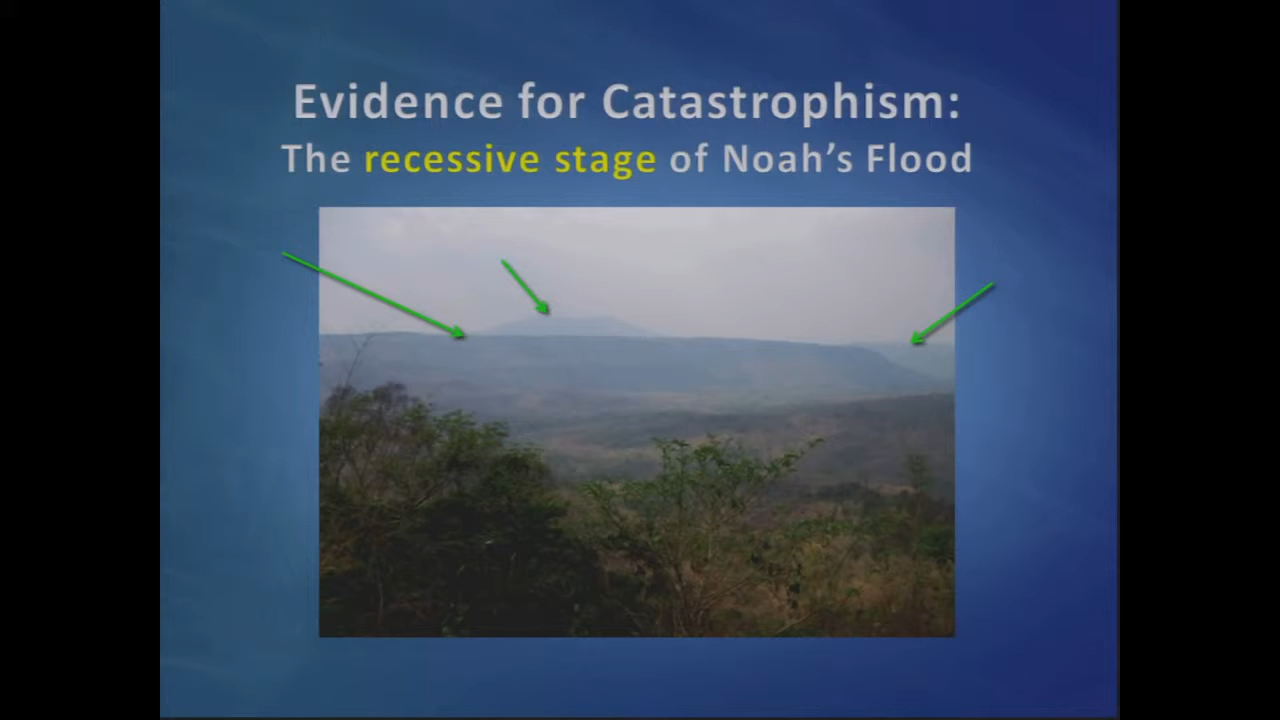 Evidence for Catastrophism:
The recessive stage of Noah’s Flood